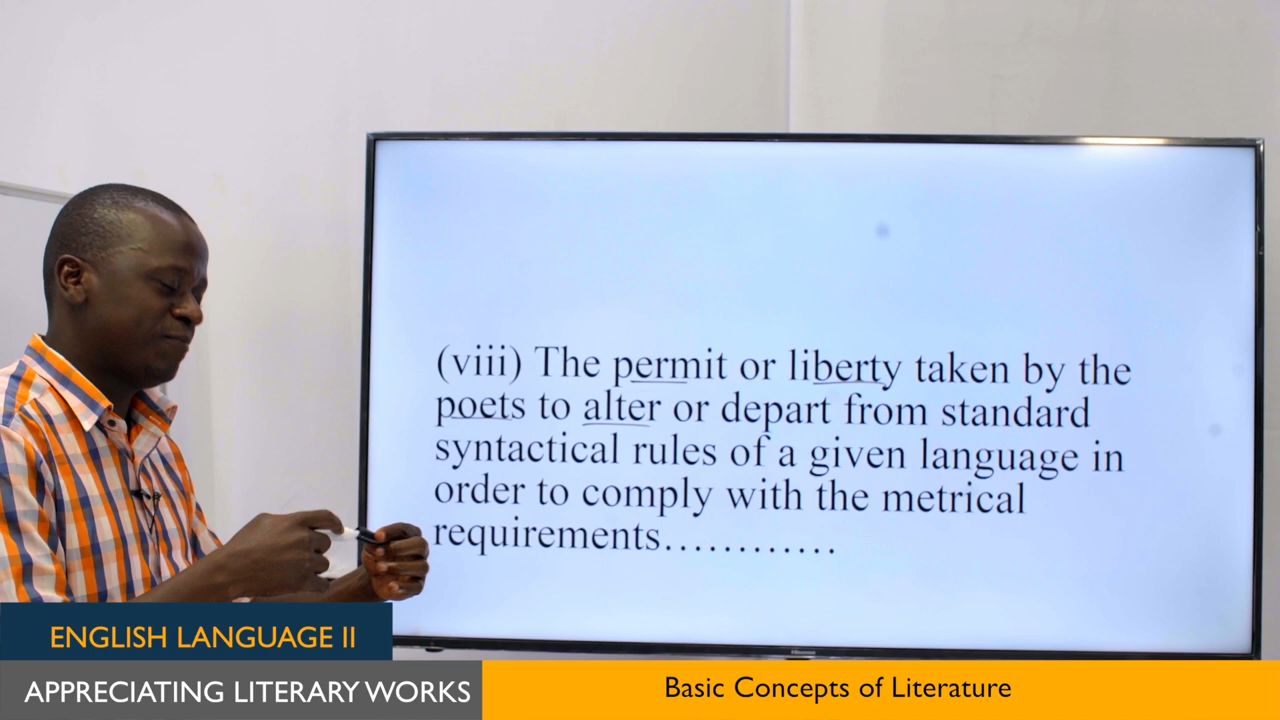 (viii) The permit or liberty taken by the
poets to alter or depart from standard
syntactical rules of a given language in
order to comply with the metrical
requirements............
Hisense
ENGLISH LANGUAGE II
APPRECIATING LITERARY WORKS
Basic Concepts of Literature